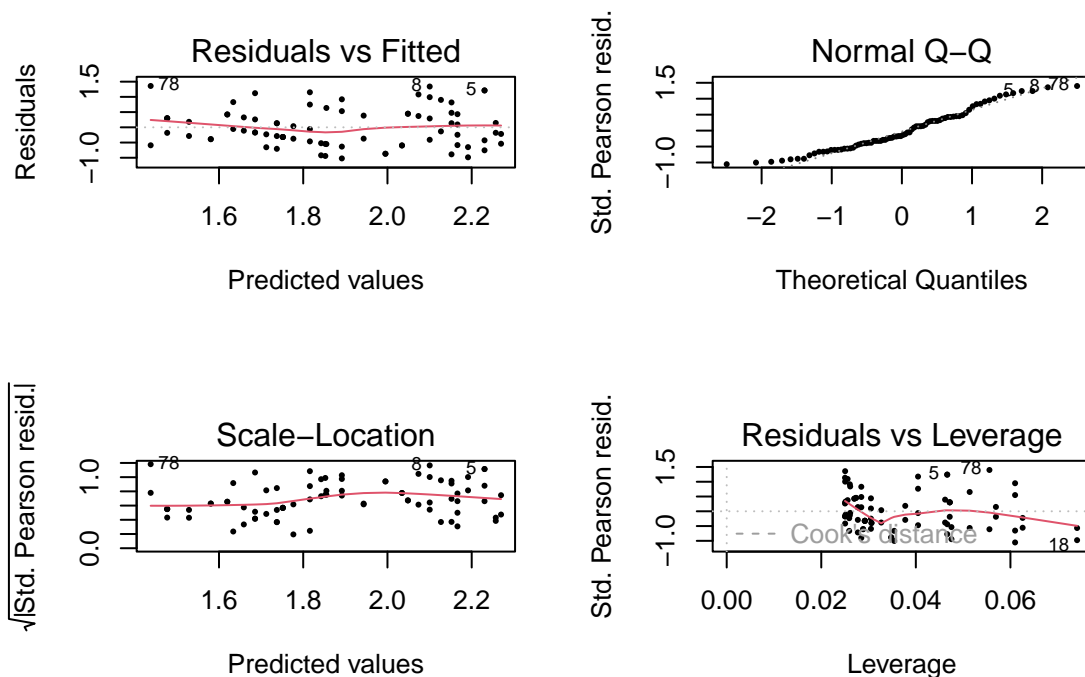 Residuals vs Fitted
Residuals
1.5
−1.0
78
8
5
1.6
1.8
2.0
2.2
Predicted values
Normal Q−Q
Std. Pearson resid.
1.5
−1.0
5
8
78
−2
−1
0
1
2
Theoretical Quantiles
Scale−Location
√|Std. Pearson resid.|
1.0
0.0
78
8
5
1.6
1.8
2.0
2.2
Predicted values
Residuals vs Leverage
Std. Pearson resid.
1.5
−1.0
5
78
18
Cook's distance
0.00
0.02
0.04
0.06
Leverage